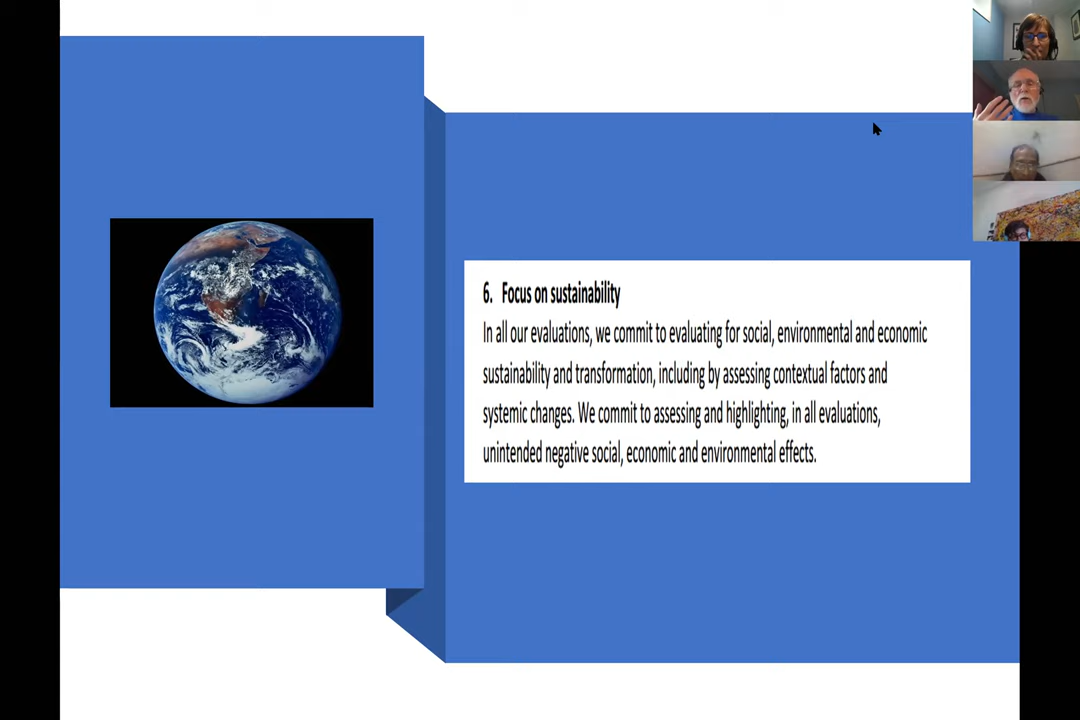 6. Focus on sustainability
In all our evaluations, we commit to evaluating for social, environmental and economic
sustainability and transformation, including by assessing contextual factors and
systemic changes. We commit to assessing and highlighting, in all evaluations,
unintended negative social, economic and environmental effects.